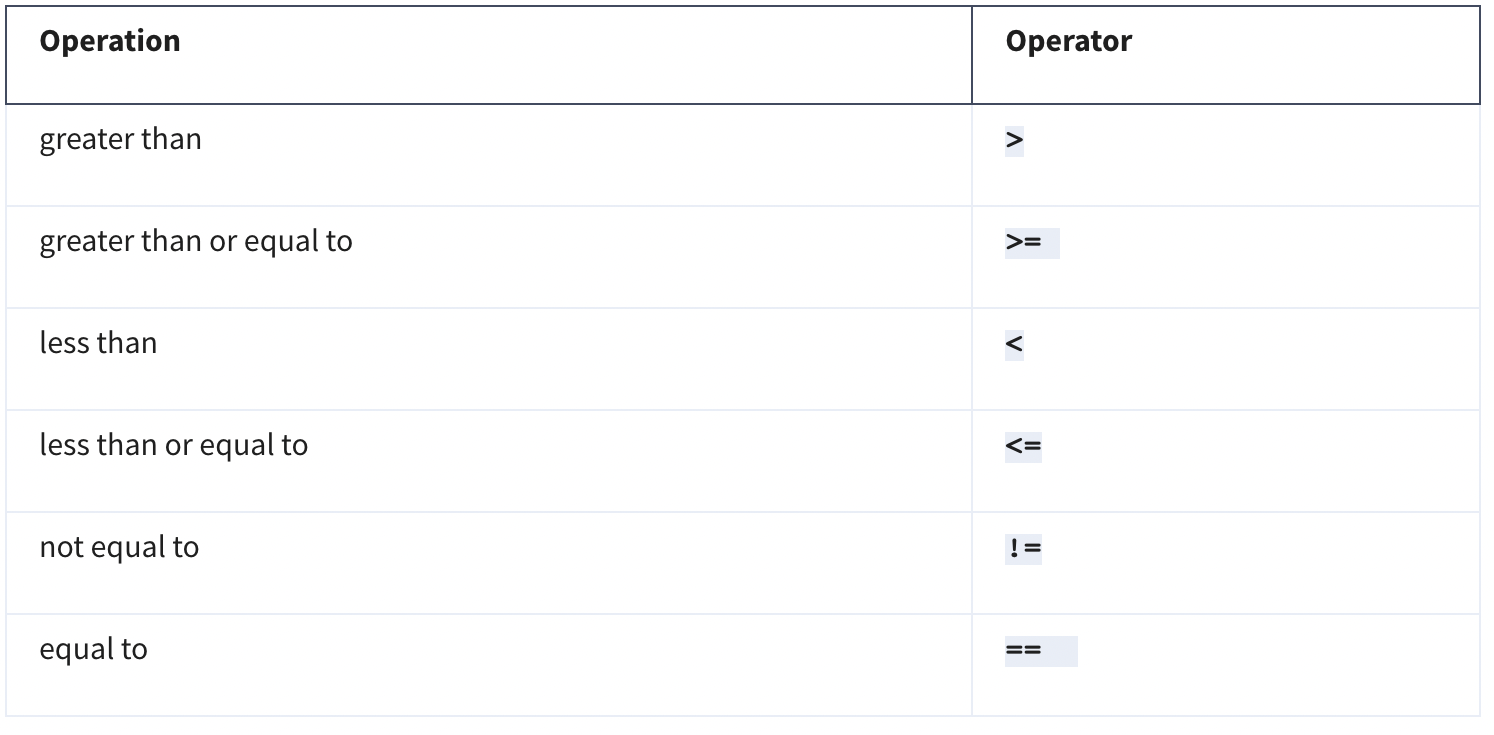 Operation Operator
greater than >
greater than or equal to >=
less than <
less than or equal to <=
not equal to !=
equal to ==